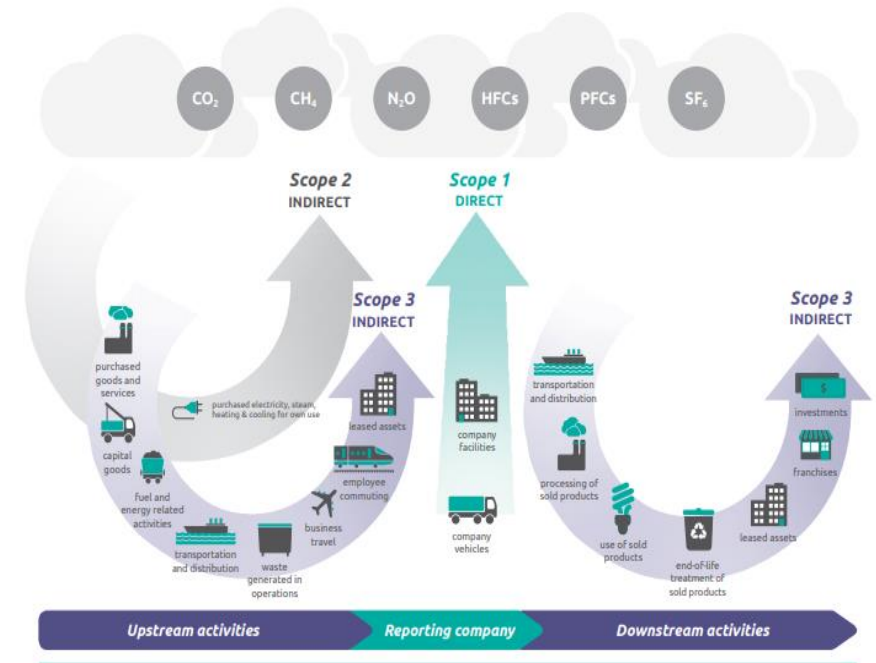 CO₂
CH₄
N₂O
HFCs
PFCs
SF₆
Scope 2
INDIRECT
Scope 1
DIRECT
Scope 3
INDIRECT
Scope 3
INDIRECT
purchased
goods and
services
capital
goods
fuel and
energy related
activities
transportation
and distribution
waste
generated in
operations
business
travel
employee
commuting
leased assets
purchased electricity, steam,
heating & cooling for own use
company
facilities
company
vehicles
transportation
and distribution
processing of
sold products
use of sold
products
end-of-life
treatment of
sold products
leased assets
franchises
investments
$
Upstream activities
Reporting company
Downstream activities